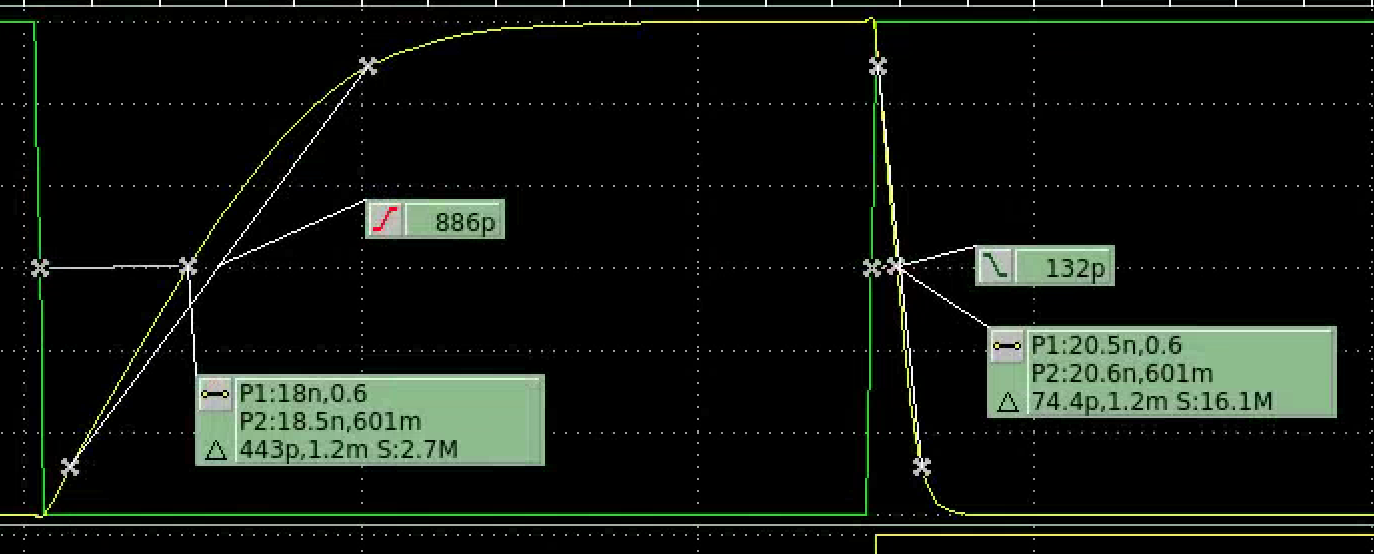 886p
132p
P1:20.5n,0.6
P2:20.6n,601m
74.4p,1.2m S:16.1M
P1:18n,0.6
P2:18.5n,601m
443p,1.2m S:2.7M